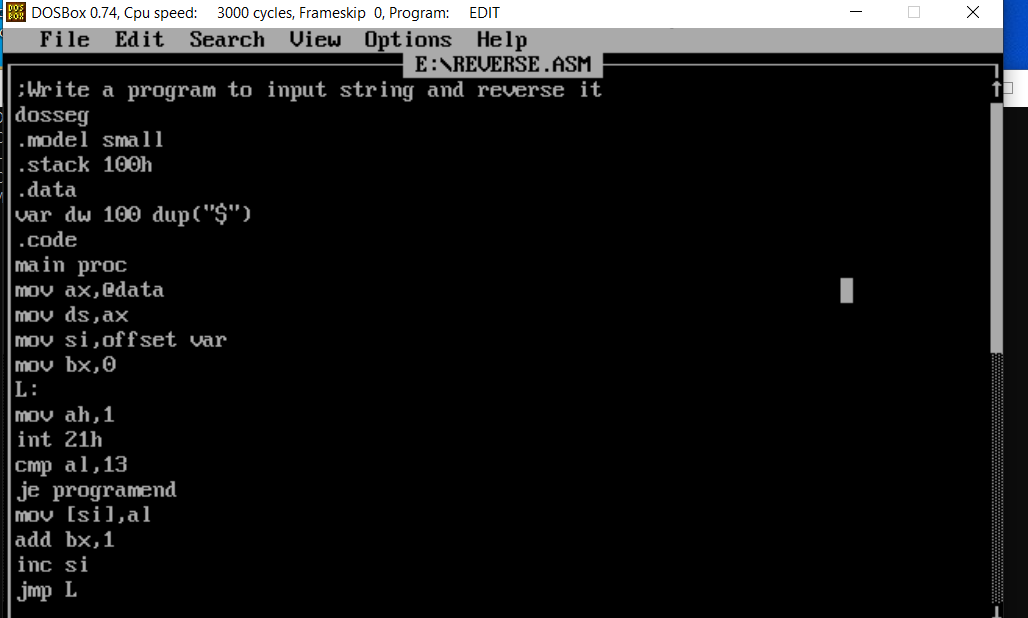 DOSBox 0.74, Cpu speed: 3000 cycles, Frameskip 0, Program: EDIT
File Edit Search View Options Help
E:\REVERSE.ASM
;Write a program to input string and reverse it
dosseg
.model small
.stack 100h
.data
var dw 100 dup("$")
.code
main proc
mov ax,@data
mov ds,ax
mov si,offset var
mov bx,0
L:
mov ah,1
int 21h
cmp al,13
je programend
mov [si],al
add bx,1
inc si
jmp L